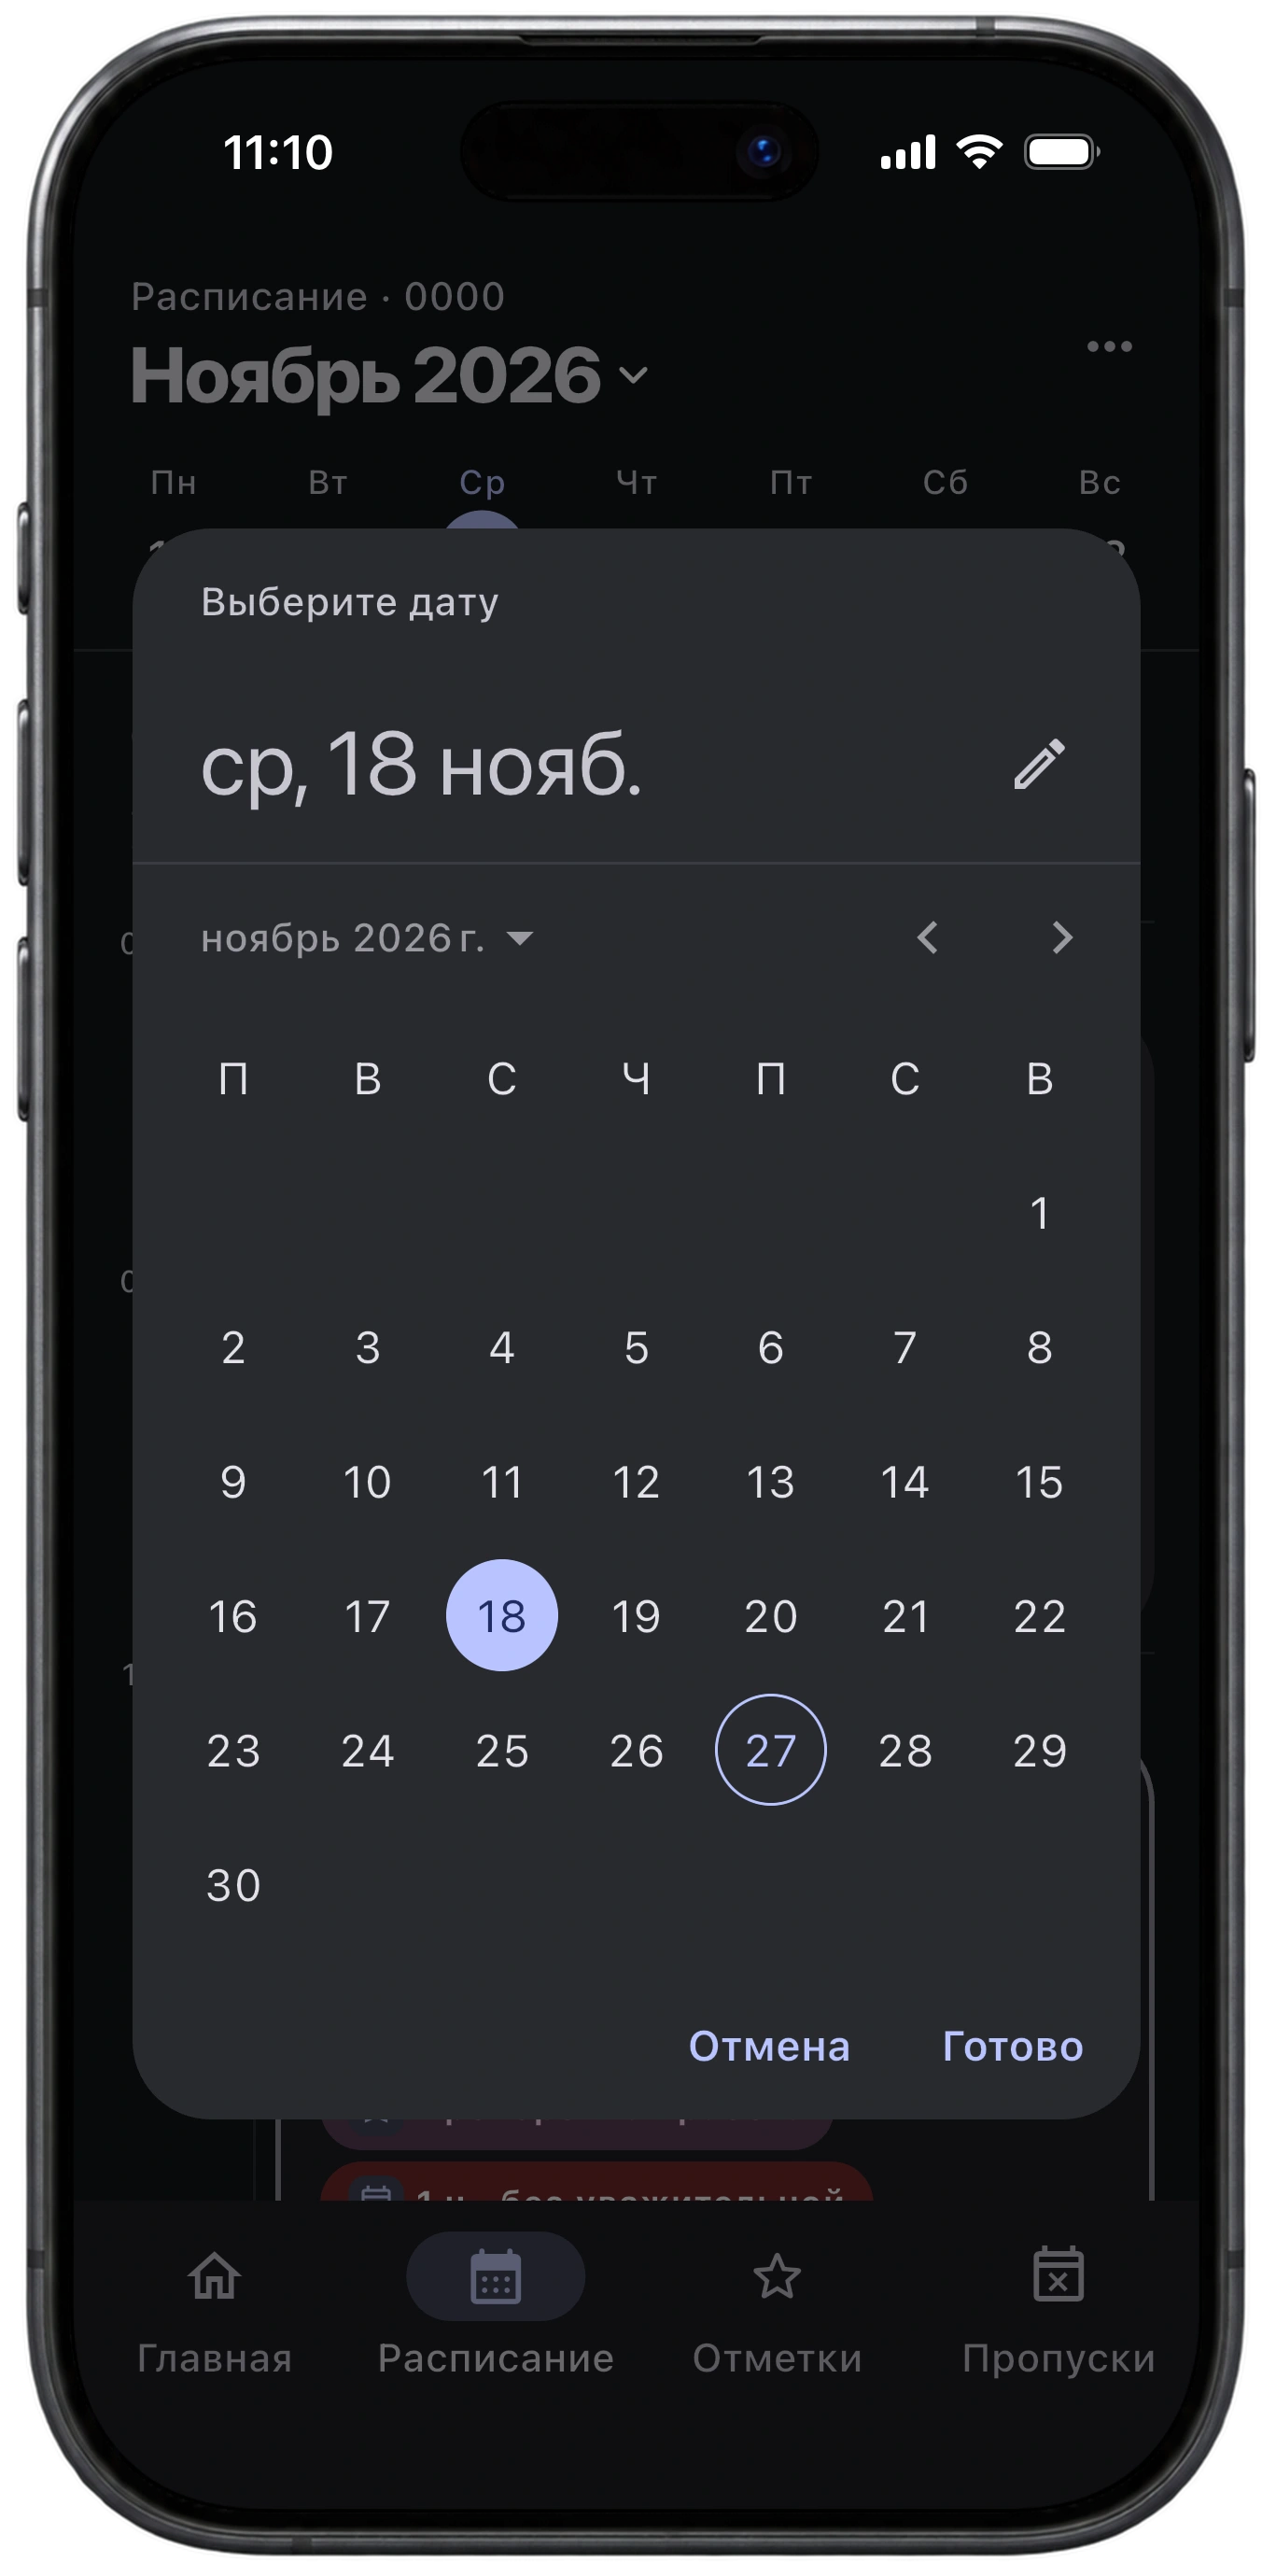 11:10
Расписание · 0000
Ноябрь 2026
Пн Вт Ср Чт Пт Сб Вс
Выберите дату
ср, 18 нояб.
ноябрь 2026 г.
П В С Ч П С В
1
2 3 4 5 6 7 8
9 10 11 12 13 14 15
16 17 18 19 20 21 22
23 24 25 26 27 28 29
30
Отмена Готово
Главная Расписание Отметки Пропуски